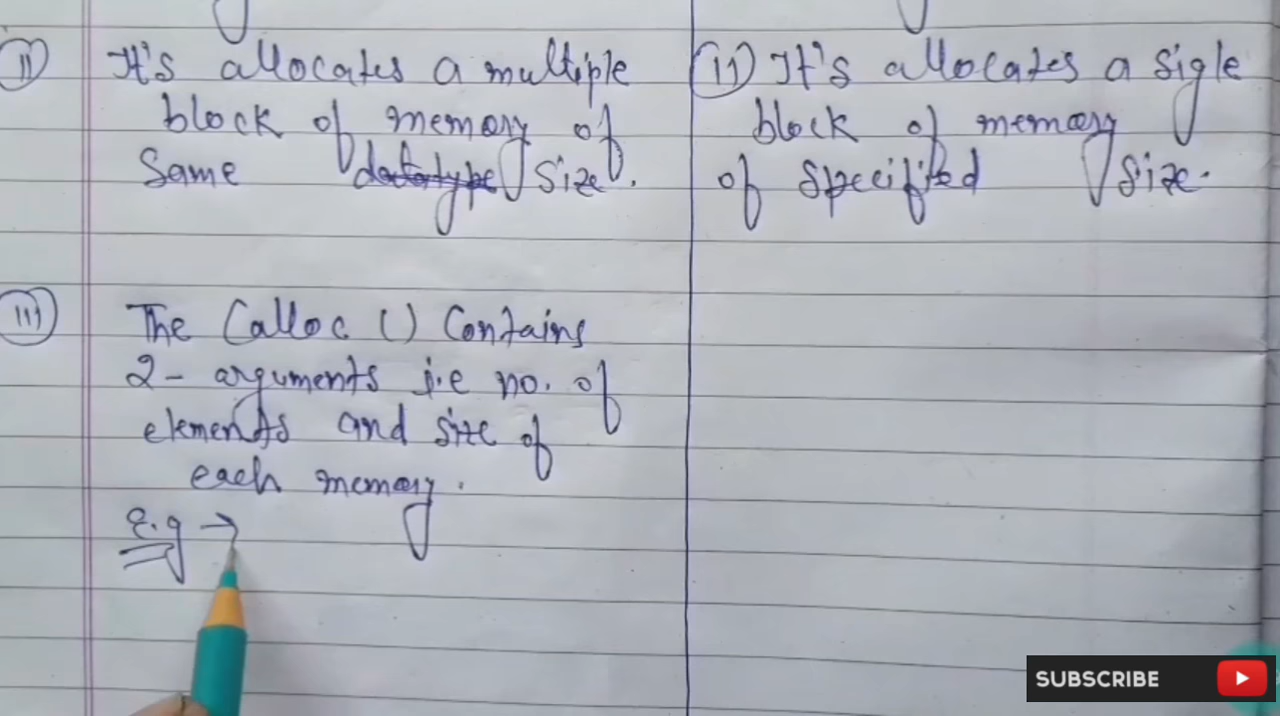 II It's allocates a multiple
block of memory of
Same datatype Size.
(11) It's allocates a sigle
block of memory
of specified size.
III The Calloc () Contains
2- arguments i.e no. of
elements and size of
each memory.
e.g →
SUBSCRIBE